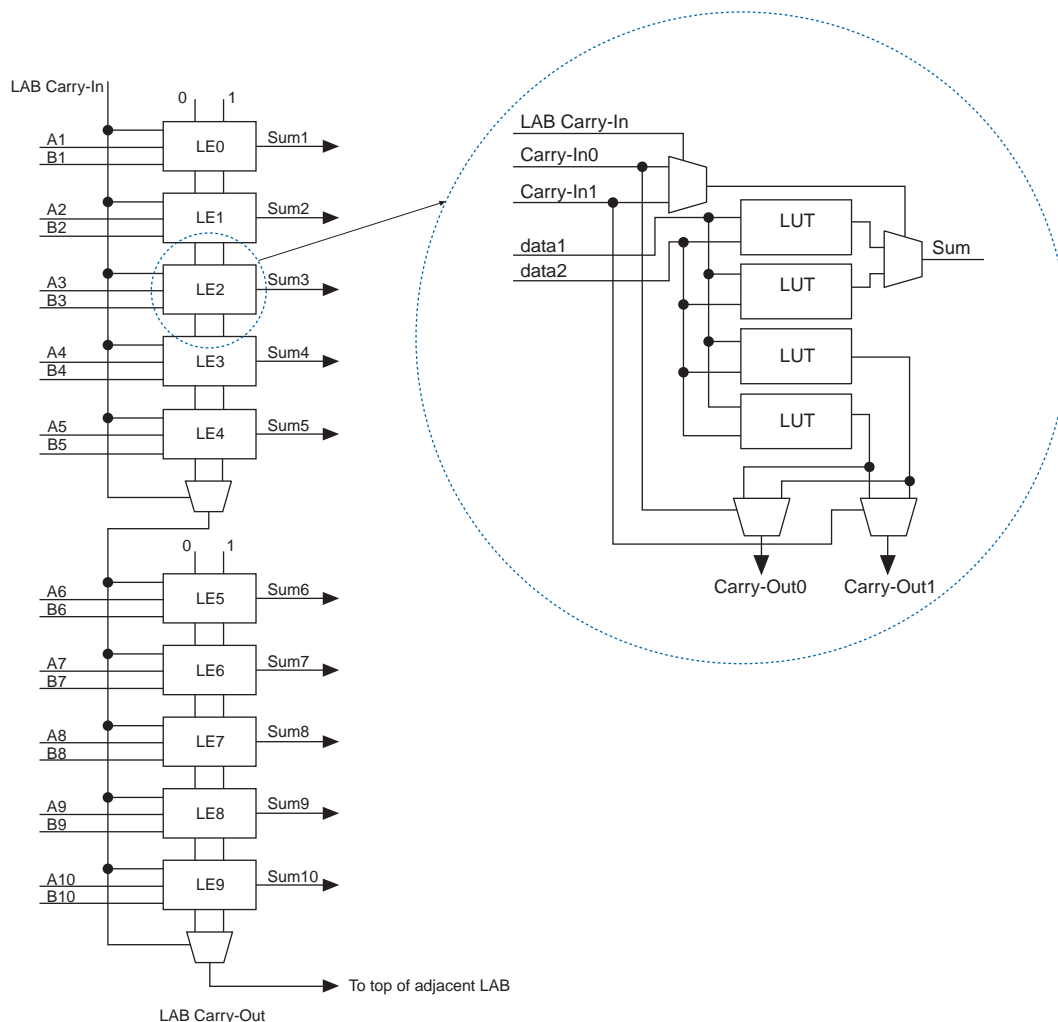 LAB Carry-In
0 1
A1
B1
LE0
Sum1
A2
B2
LE1
Sum2
A3
B3
LE2
Sum3
A4
B4
LE3
Sum4
A5
B5
LE4
Sum5
0 1
A6
B6
LE5
Sum6
A7
B7
LE6
Sum7
A8
B8
LE7
Sum8
A9
B9
LE8
Sum9
A10
B10
LE9
Sum10
To top of adjacent LAB
LAB Carry-Out
LAB Carry-In
Carry-In0
Carry-In1
data1
data2
LUT
LUT
LUT
LUT
Sum
Carry-Out0
Carry-Out1